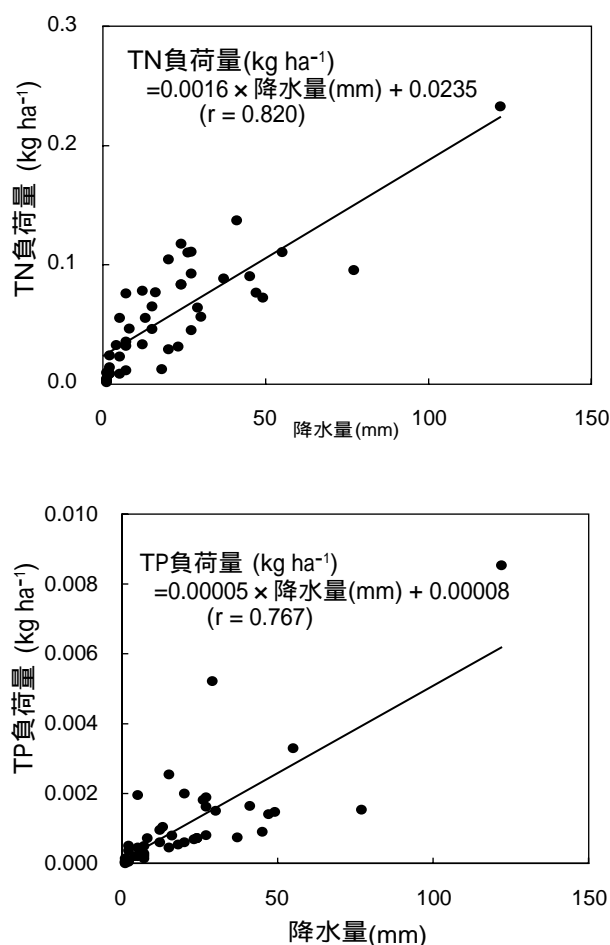 0.3
TN負荷量(kg ha⁻¹)
=0.0016 × 降水量(mm) + 0.0235
(r = 0.820)
0.2
0.1
0.0
TN負荷量 (kg ha⁻¹)
0 50 100 150
降水量(mm)
0.010
TP負荷量 (kg ha⁻¹)
=0.00005 × 降水量(mm) + 0.00008
(r = 0.767)
0.008
0.006
0.004
0.002
0.000
TP負荷量 (kg ha⁻¹)
0 50 100 150
降水量(mm)